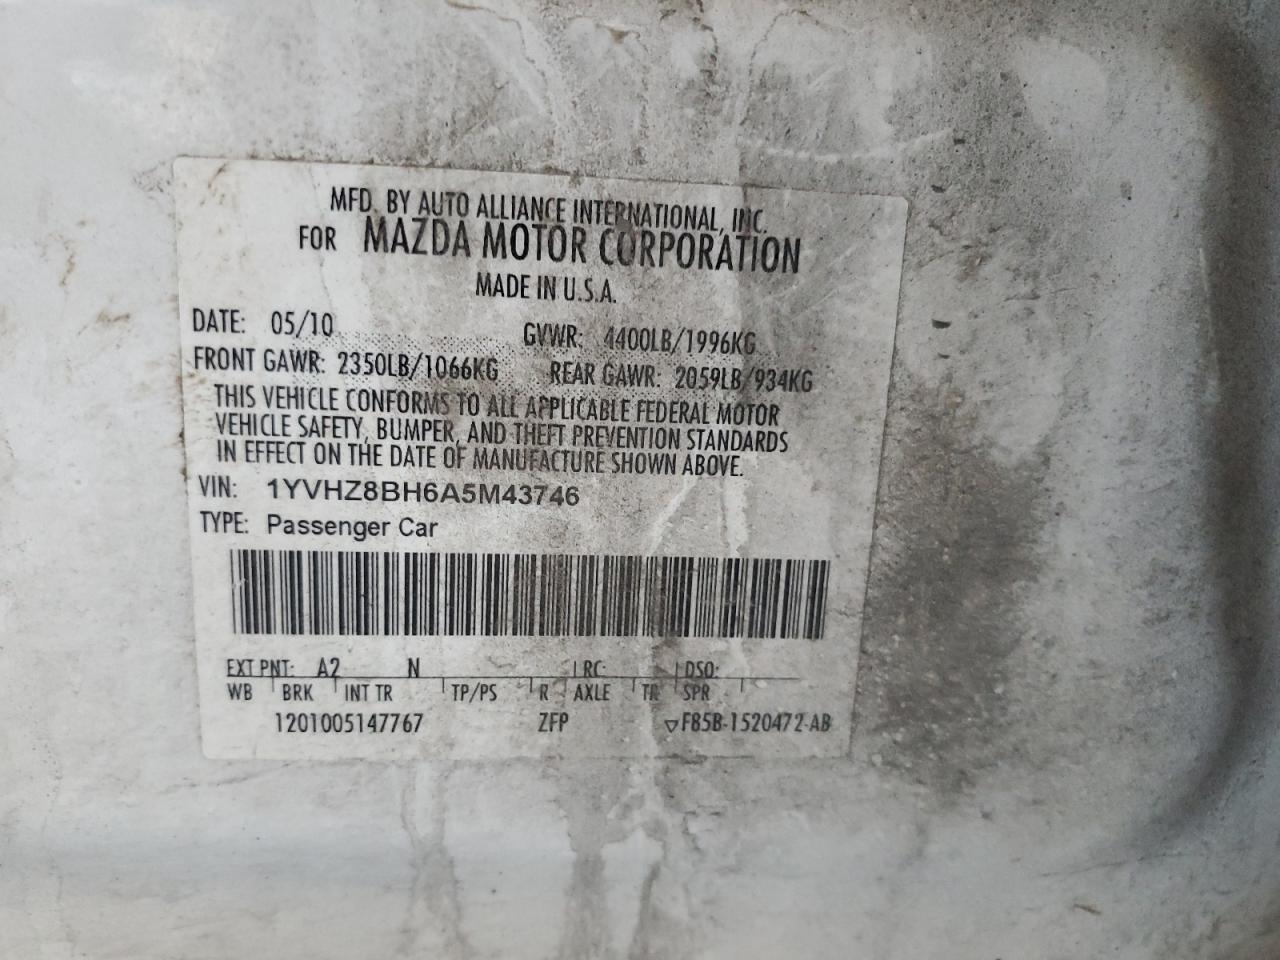 MFD. BY AUTO ALLIANCE INTERNATIONAL, INC.
FOR MAZDA MOTOR CORPORATION
MADE IN U.S.A.
DATE: 05/10 GVWR: 4400LB/1996KG
FRONT GAWR: 2350LB/1066KG REAR GAWR: 2059LB/934KG
THIS VEHICLE CONFORMS TO ALL APPLICABLE FEDERAL MOTOR
VEHICLE SAFETY, BUMPER, AND THEFT PREVENTION STANDARDS
IN EFFECT ON THE DATE OF MANUFACTURE SHOWN ABOVE.
VIN: 1YVHZ8BH6A5M43746
TYPE: Passenger Car
EXT PNT: A2 N RC: DSO:
WB BRK INT TR TP/PS R AXLE TR SPR
1201005147767 ZFP ▽F85B-1520472-AB